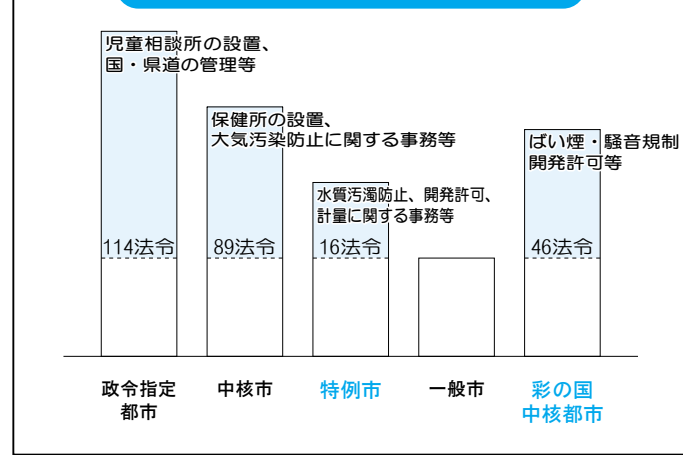 児童相談所の設置、
国・県道の管理等
保健所の設置、
大気汚染防止に関する事務等
水質汚濁防止、開発許可、
計量に関する事務等
ばい煙・騒音規制
開発許可等
114法令
89法令
16法令
46法令
政令指定
都市
中核市
特例市
一般市
彩の国
中核都市